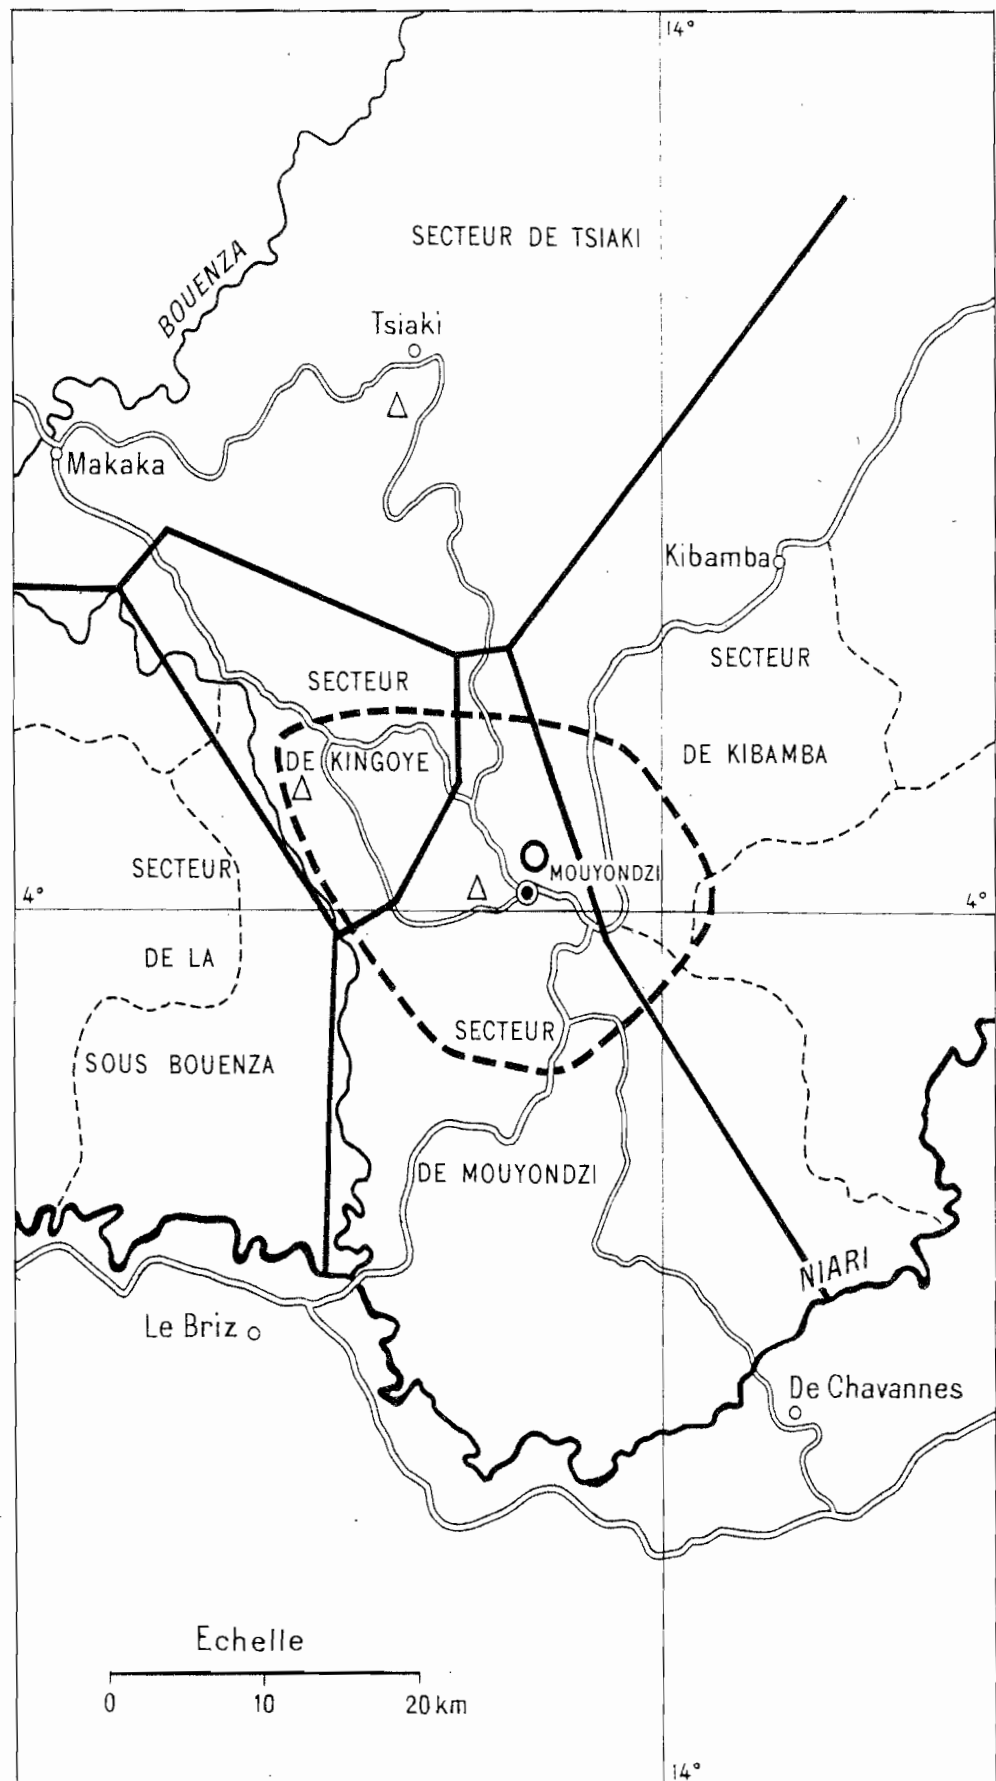 14°
SECTEUR DE TSIAKI
BOUENZA
Tsiaki
Makaka
Kibamba
SECTEUR
SECTEUR
DE KIBAMBA
DE KINGOYE
SECTEUR
MOUYONDZI
4°
4°
DE LA
SECTEUR
SOUS BOUENZA
DE MOUYONDZI
NIARI
Le Briz
De Chavannes
Echelle
0 10 20 km
14°